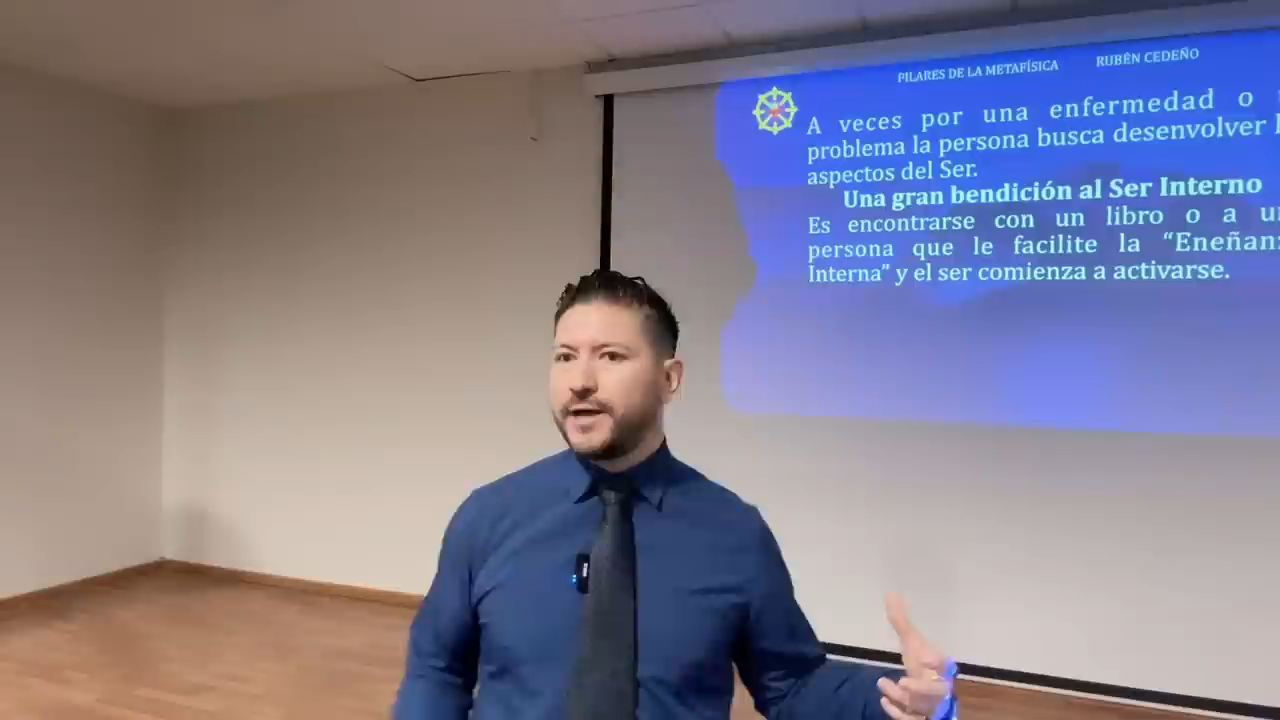 PILARES DE LA METAFÍSICA RUBÉN CEDEÑO
A veces por una enfermedad o
problema la persona busca desenvolver
aspectos del Ser.
Una gran bendición al Ser Interno
Es encontrarse con un libro o a
persona que le facilite la
Interna” y el ser comienza a activarse.